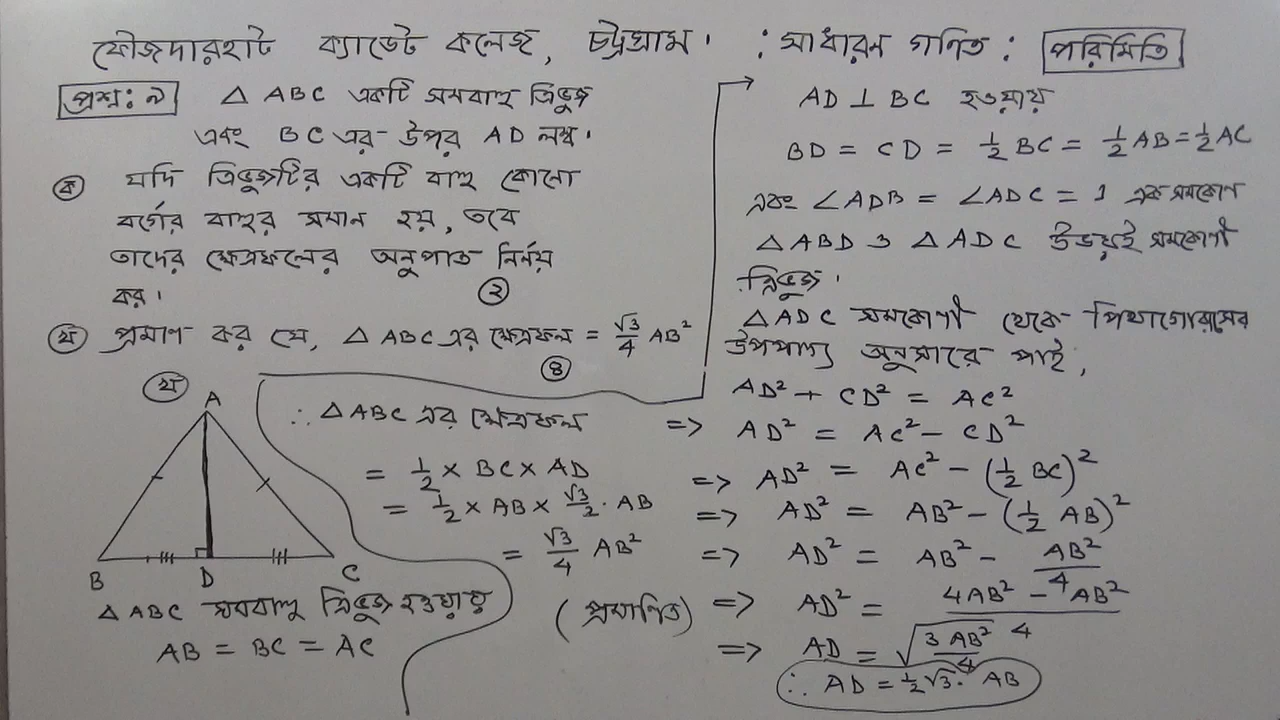 ফৌজদারহাট ক্যাডেট কলেজ, চট্টগ্রাম। : সাধারন গণিত : পরিমিতি
প্রশ্ন: ৯ △ ABC একটি সমবাহু ত্রিভুজ
এবং BC এর উপর AD লম্ব।
ক যদি ত্রিভুজটির একটি বাহু কোনো
বর্গের বাহুর সমান হয়, তবে
তাদের ক্ষেত্রফলের অনুপাত নির্নয়
কর। ২
খ প্রমাণ কর যে, △ ABC এর ক্ষেত্রফল = √3/4 AB²
৪
খ
A
B D C
△ ABC সমবাহু ত্রিভুজ হওয়ায়
AB = BC = AC
AD ⊥ BC হওয়ায়
BD = CD = 1/2 BC = 1/2 AB = 1/2 AC
এবং ∠ADB = ∠ADC = 1 এক সমকোণ
△ ABD ও △ ADC উভয়ই সমকোণী
ত্রিভুজ।
△ ADC সমকোণী থেকে পিথাগোরাসের
উপপাদ্য অনুসারে পাই,
AD² + CD² = AC²
=> AD² = AC² - CD²
=> AD² = AC² - (1/2 BC)²
=> AD² = AB² - (1/2 AB)²
=> AD² = AB² - AB²/4
=> AD² = 4AB² - AB²/4
=> AD = √3AB²/4
∴ AD = 1/2 √3 · AB
∴ △ ABC এর ক্ষেত্রফল
= 1/2 × BC × AD
= 1/2 × AB × √3/2 · AB
= √3/4 AB²
(প্রমাণিত)